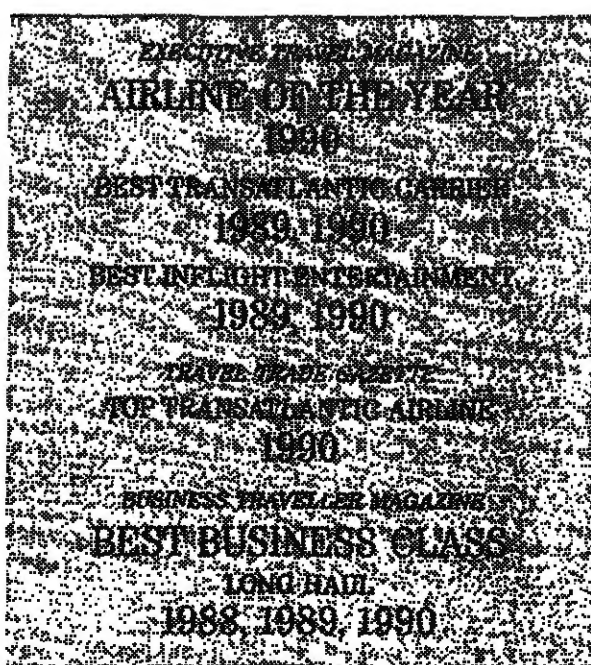 EXECUTIVE TRAVEL MAGAZINE
AIRLINE OF THE YEAR
1990
BEST TRANSATLANTIC CARRIER
1989, 1990
BEST INFLIGHT ENTERTAINMENT
1989, 1990
TRAVEL TRADE GAZETTE
TOP TRANSATLANTIC AIRLINE
1990
BUSINESS TRAVELLER MAGAZINE
BEST BUSINESS CLASS
LONG HAUL
1988, 1989, 1990